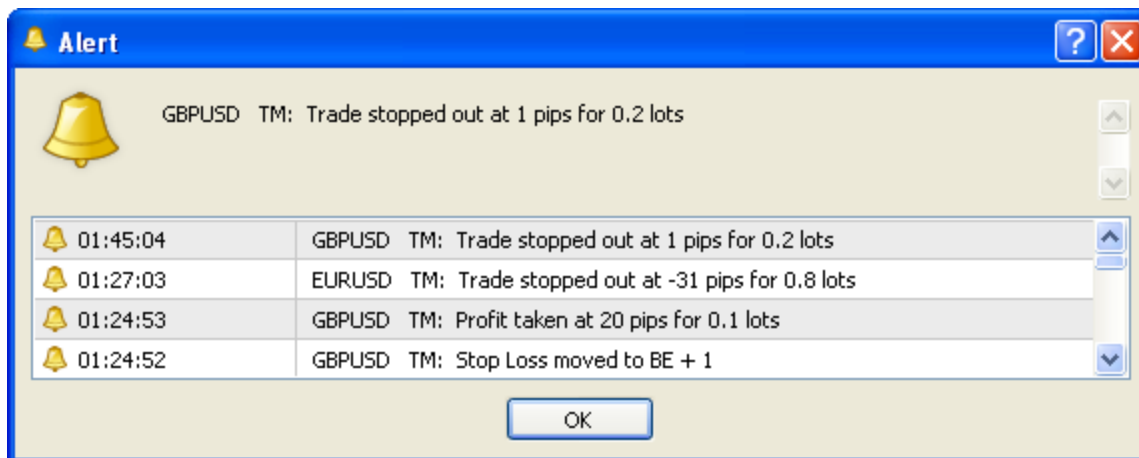 Alert
GBPUSD TM: Trade stopped out at 1 pips for 0.2 lots
01:45:04 GBPUSD TM: Trade stopped out at 1 pips for 0.2 lots
01:27:03 EURUSD TM: Trade stopped out at -31 pips for 0.8 lots
01:24:53 GBPUSD TM: Profit taken at 20 pips for 0.1 lots
01:24:52 GBPUSD TM: Stop Loss moved to BE + 1
OK